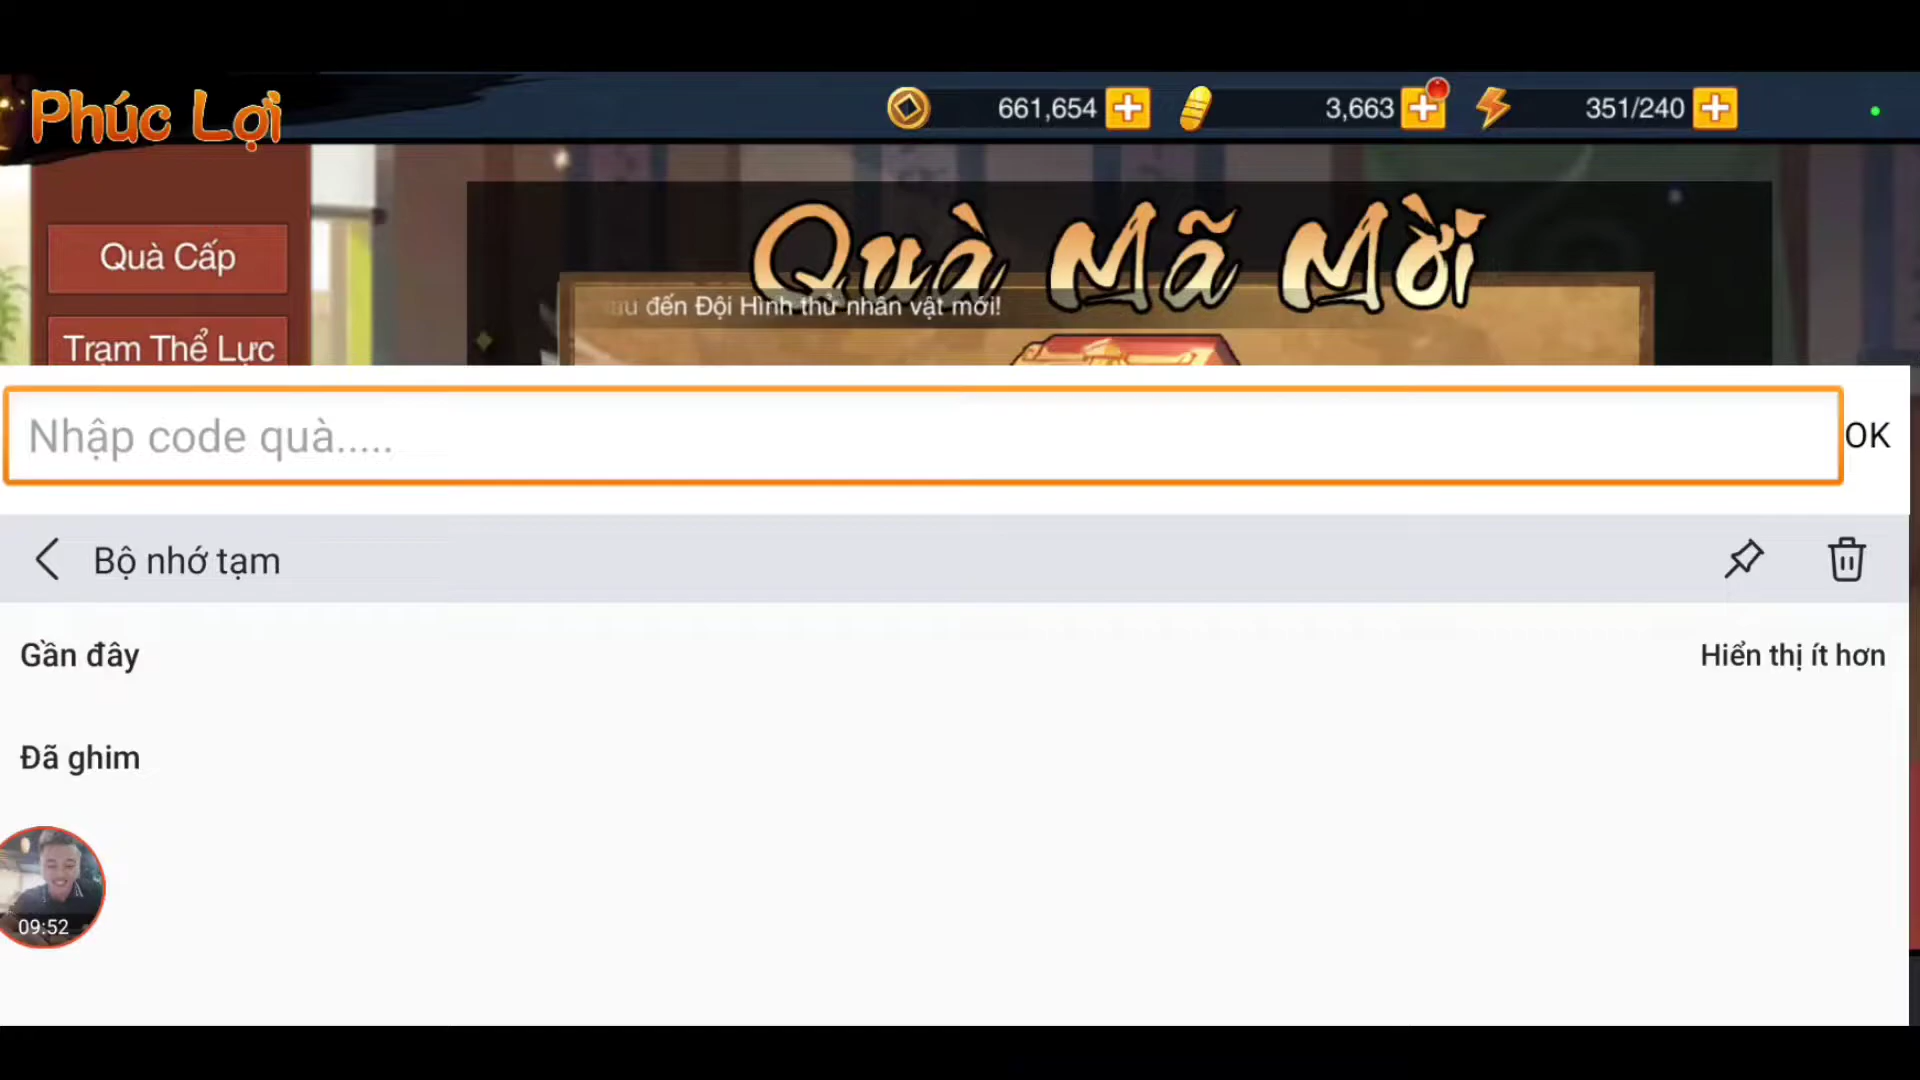 Phúc Lợi
661,654
3,663
351/240
Quà Mã Mời
Quà Cấp
đến Đội Hình thử nhân vật mới!
Trạm Thể Lực
Nhập code quà.....
OK
Bộ nhớ tạm
Gần đây
Hiển thị ít hơn
Đã ghim
09:52